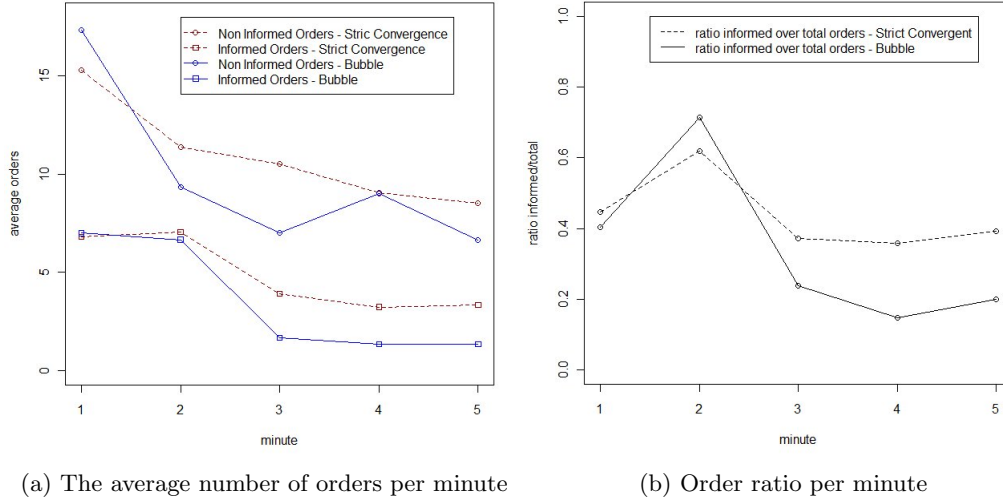 Non Informed Orders - Stric Convergence
Informed Orders - Strict Convergence
Non Informed Orders - Bubble
Informed Orders - Bubble
average orders
15
10
5
0
1 2 3 4 5
minute
(a) The average number of orders per minute
ratio informed over total orders - Strict Convergent
ratio informed over total orders - Bubble
ratio informed/total
1.0
0.8
0.6
0.4
0.2
0.0
1 2 3 4 5
minute
(b) Order ratio per minute